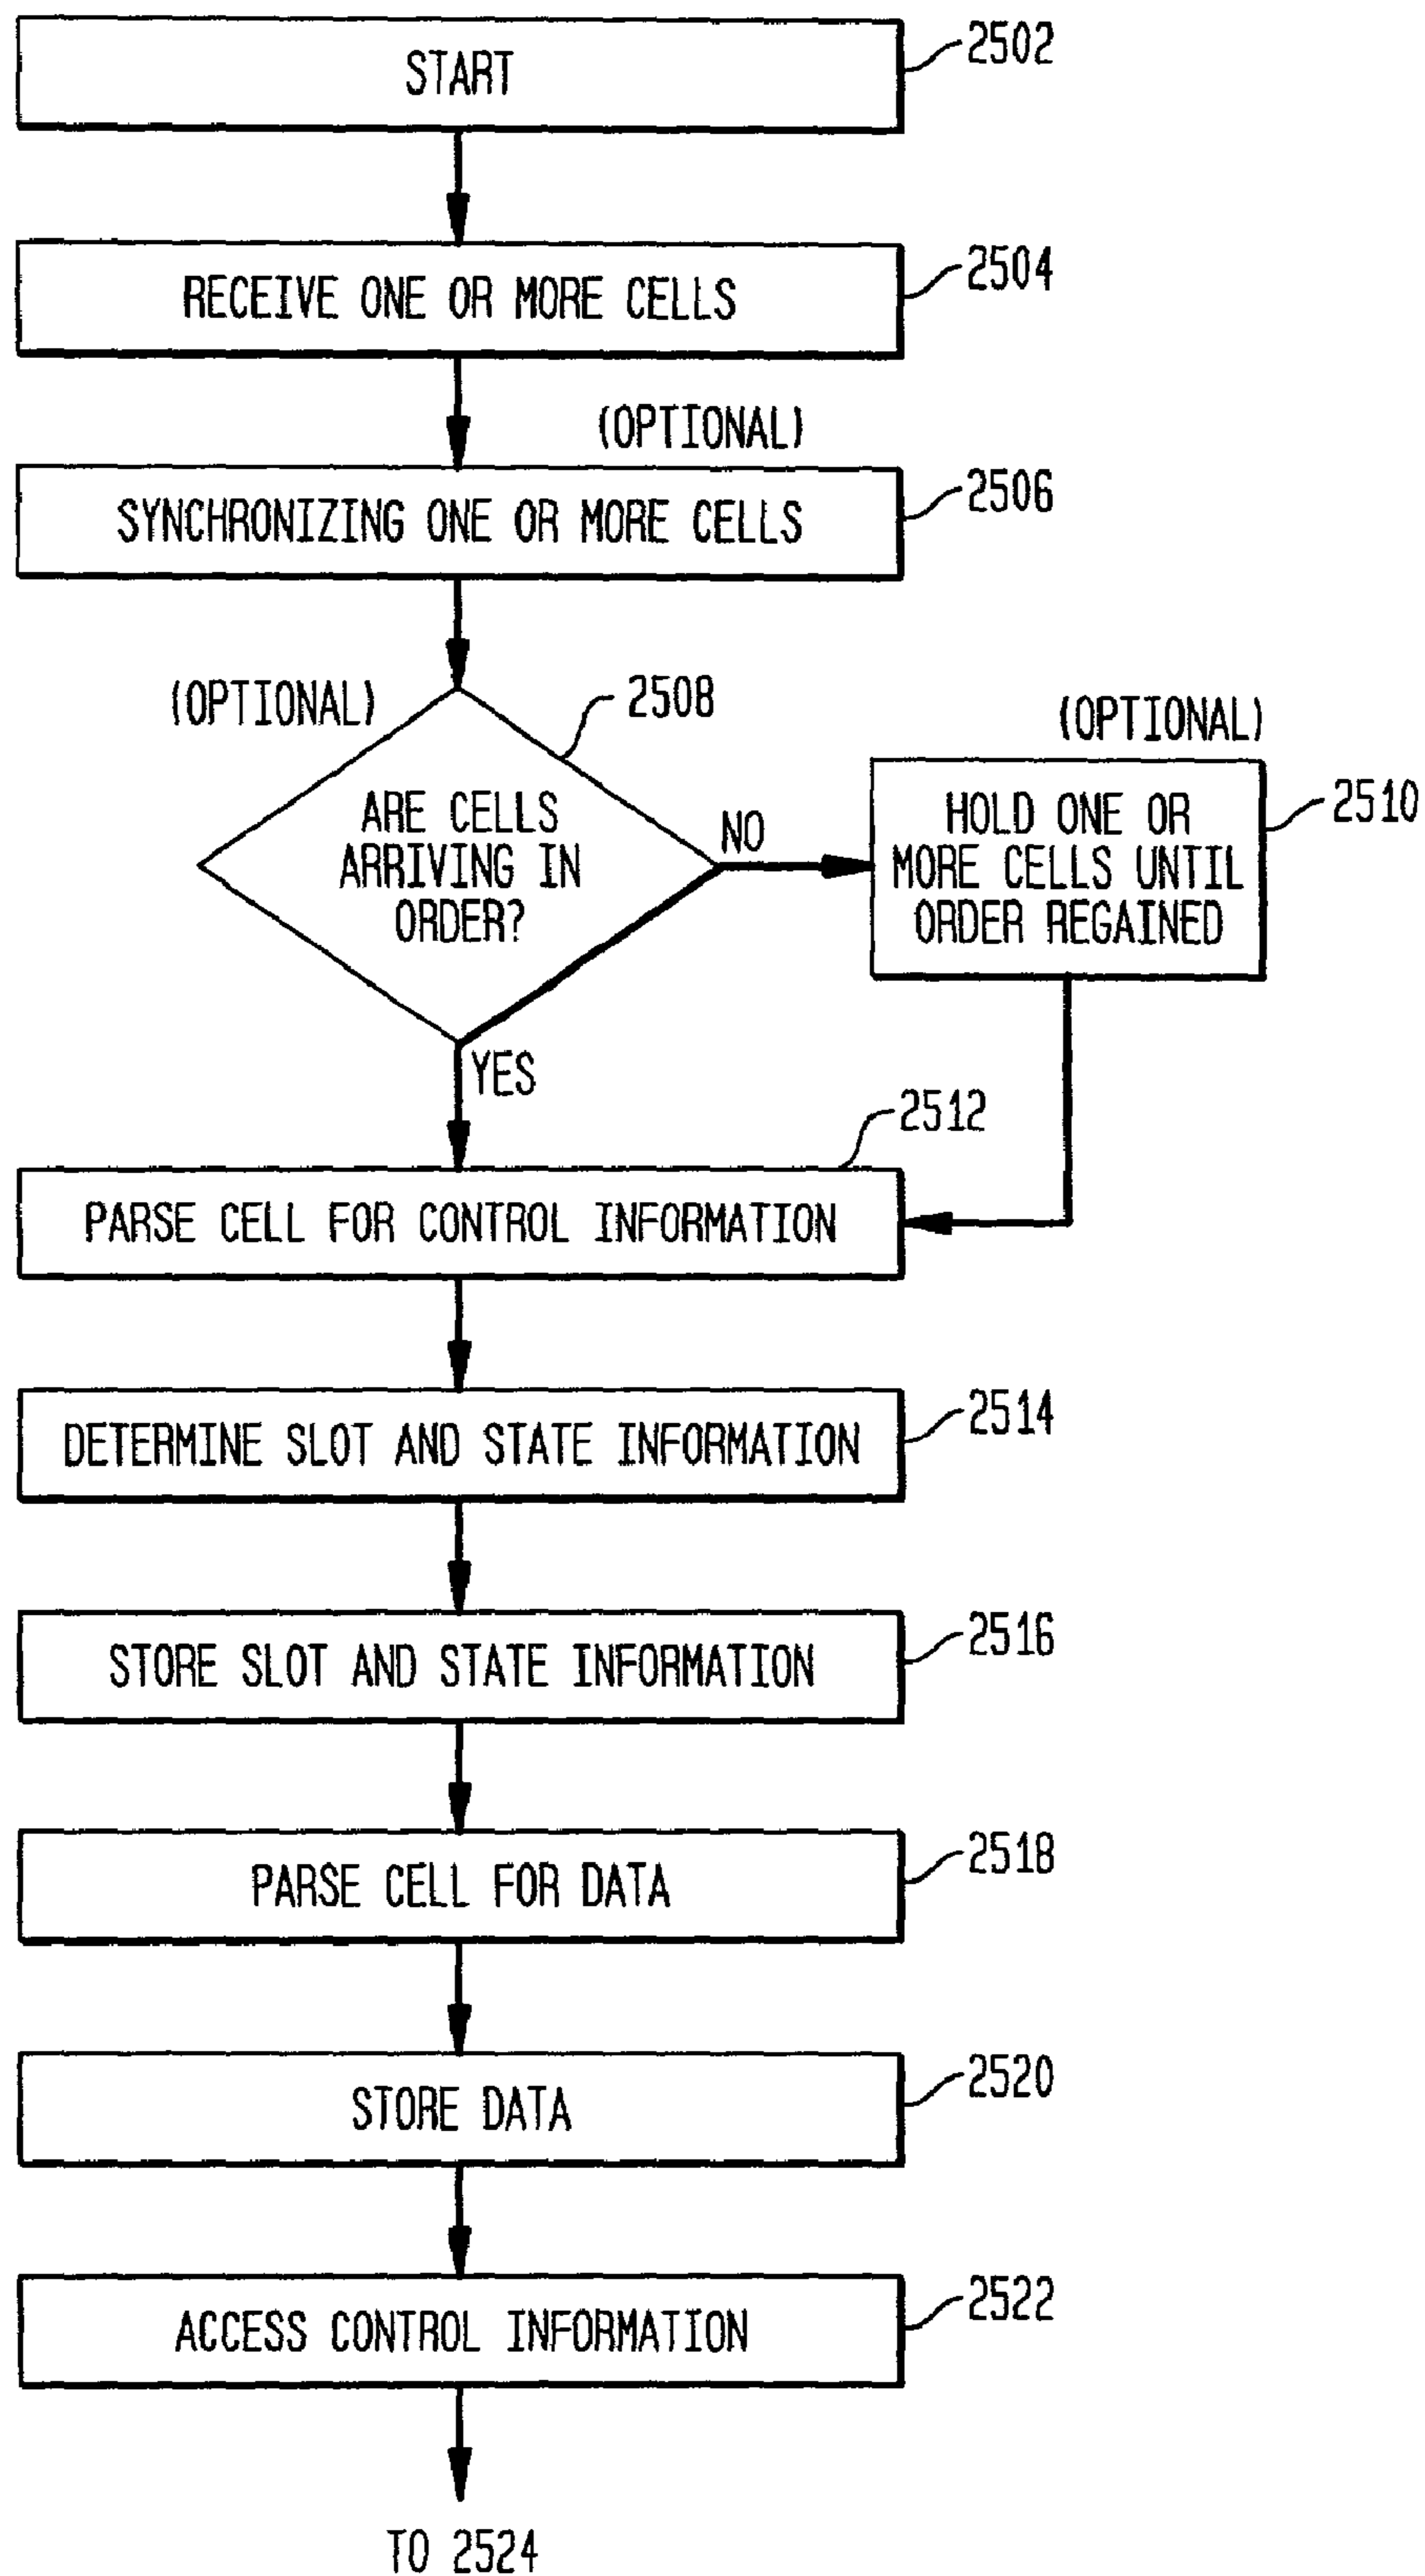 START
2502
RECEIVE ONE OR MORE CELLS
2504
(OPTIONAL)
SYNCHRONIZING ONE OR MORE CELLS
2506
(OPTIONAL)
2508
ARE CELLS
ARRIVING IN
ORDER?
NO
(OPTIONAL)
HOLD ONE OR
MORE CELLS UNTIL
ORDER REGAINED
2510
YES
2512
PARSE CELL FOR CONTROL INFORMATION
DETERMINE SLOT AND STATE INFORMATION
2514
STORE SLOT AND STATE INFORMATION
2516
PARSE CELL FOR DATA
2518
STORE DATA
2520
ACCESS CONTROL INFORMATION
2522
TO 2524